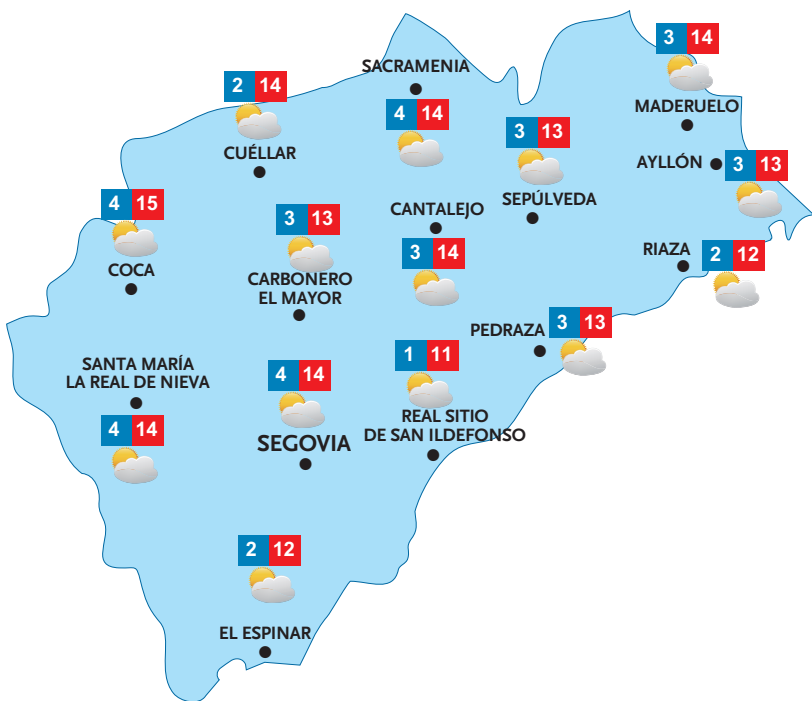 3 14
MADERUELO
SACRAMENIA
4 14
2 14
CUÉLLAR
3 13
SEPÚLVEDA
AYLLÓN
3 13
4 15
COCA
3 13
CARBONERO
EL MAYOR
CANTALEJO
3 14
RIAZA
2 12
PEDRAZA
3 13
SANTA MARÍA
LA REAL DE NIEVA
4 14
4 14
SEGOVIA
1 11
REAL SITIO
DE SAN ILDEFONSO
2 12
EL ESPINAR